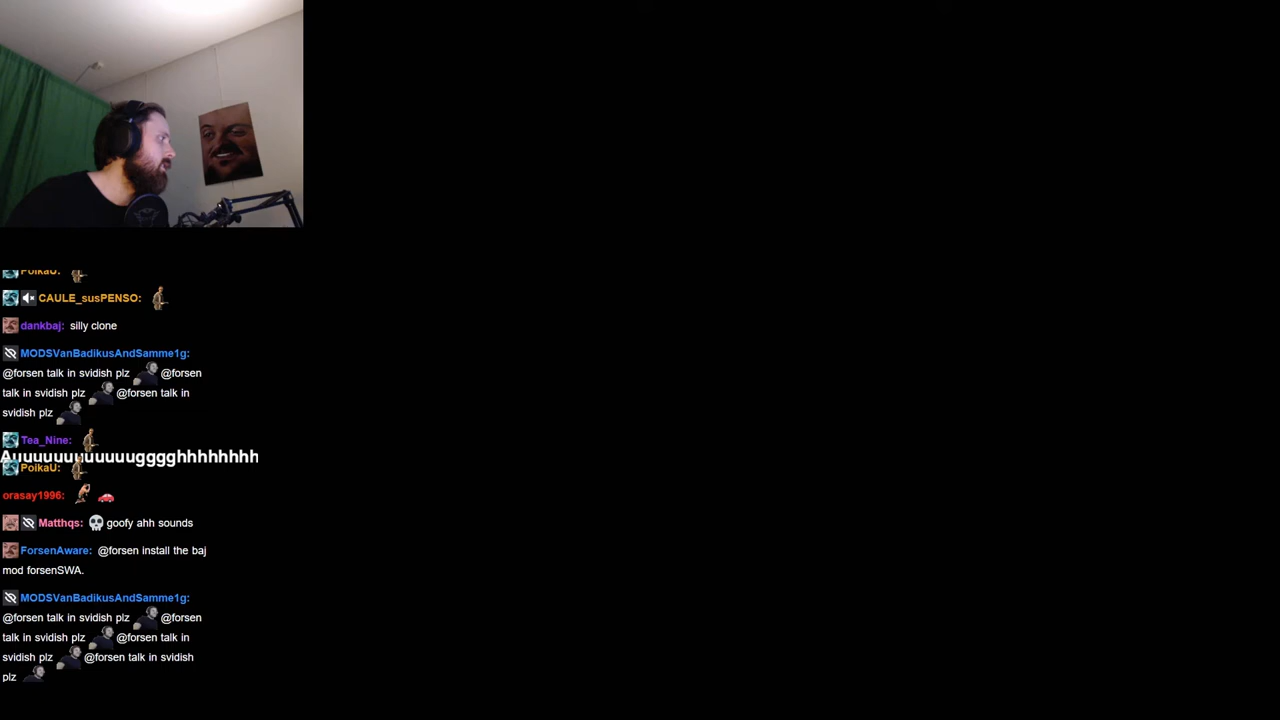 PoikaU:
CAULE_susPENSO:
dankbaj: silly clone
MODSVanBadikusAndSamme1g:
@forsen talk in svidish plz @forsen
talk in svidish plz @forsen talk in
svidish plz
Tea_Nine:
Auuuuuuuuuuuugggghhhhhhhh
PoikaU:
orasay1996:
Matthqs: goofy ahh sounds
ForsenAware: @forsen install the baj
mod forsenSWA.
MODSVanBadikusAndSamme1g:
@forsen talk in svidish plz @forsen
talk in svidish plz @forsen talk in
svidish plz @forsen talk in svidish
plz